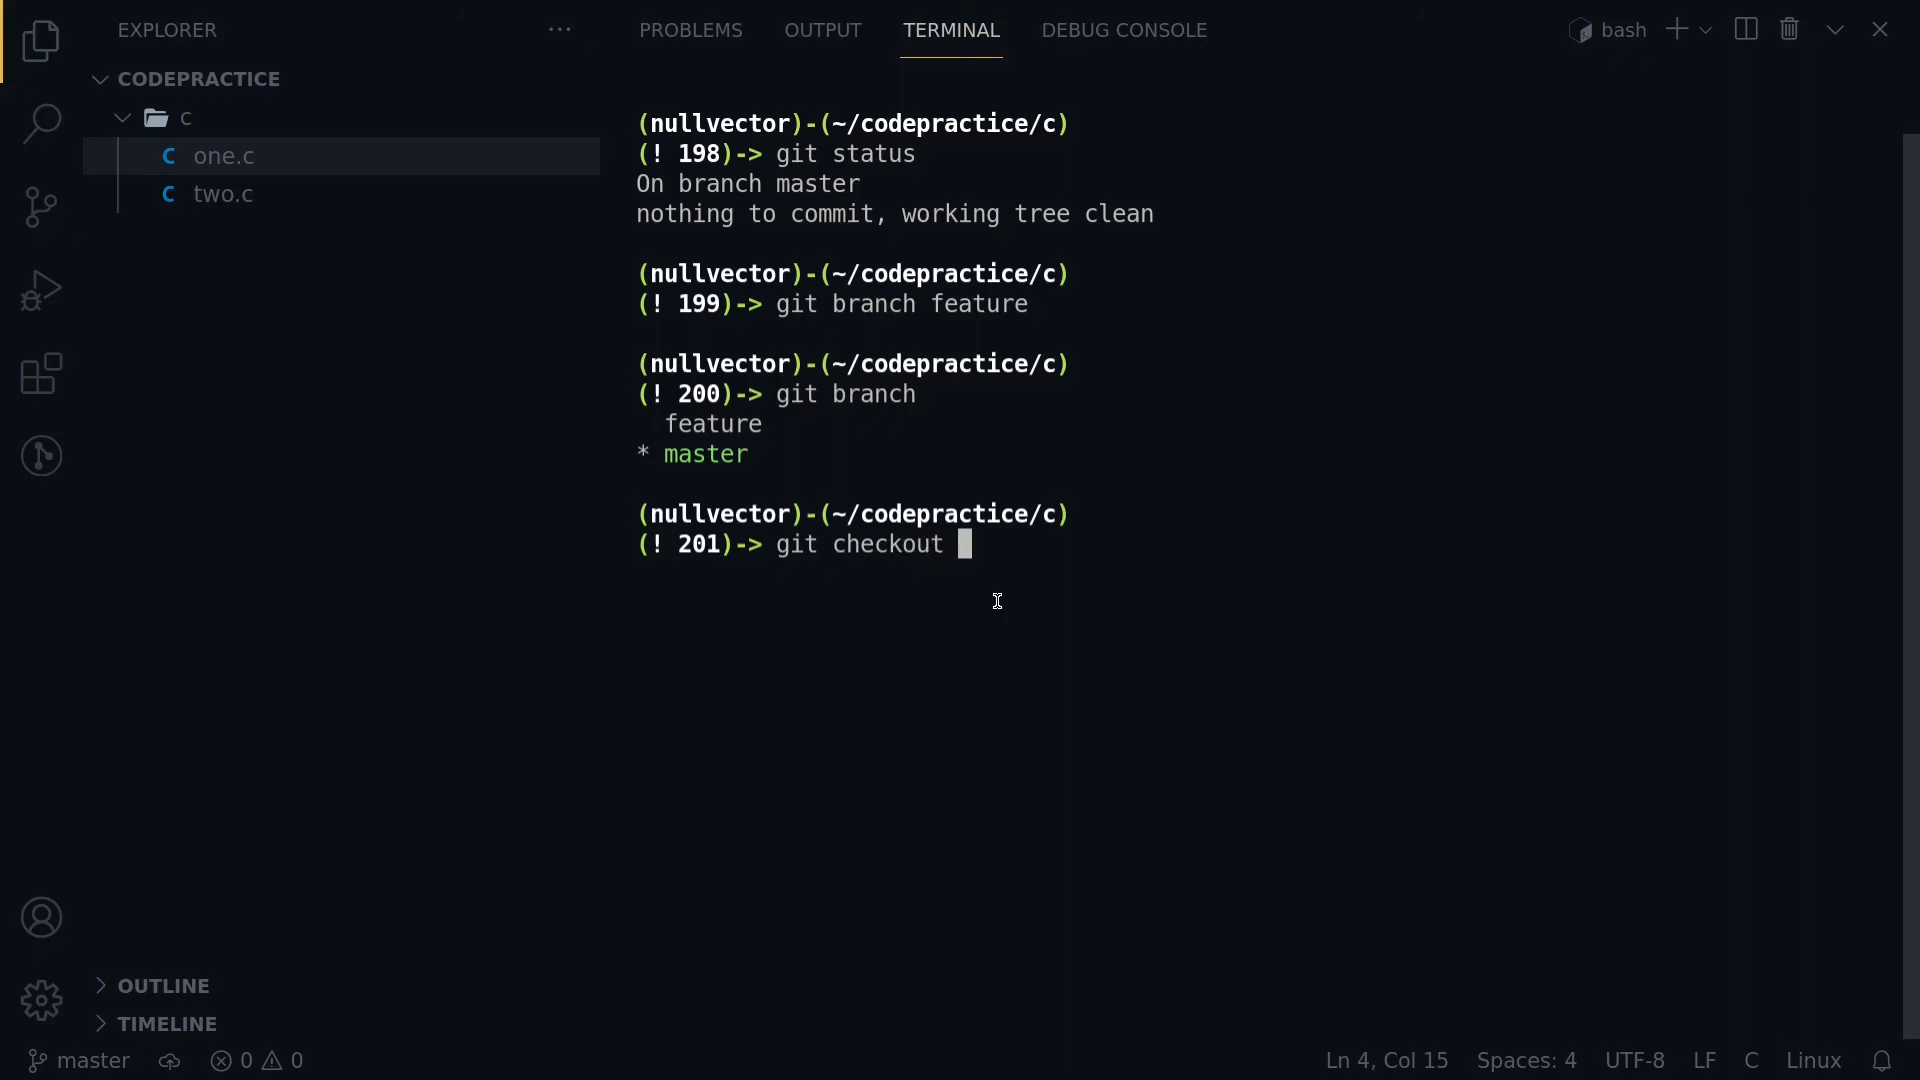 EXPLORER
CODEPRACTICE
c
C one.c
C two.c
OUTLINE
TIMELINE
PROBLEMS OUTPUT TERMINAL DEBUG CONSOLE bash
(nullvector)-(~/codepractice/c)
(! 198)-> git status
On branch master
nothing to commit, working tree clean
(nullvector)-(~/codepractice/c)
(! 199)-> git branch feature
(nullvector)-(~/codepractice/c)
(! 200)-> git branch
feature
* master
(nullvector)-(~/codepractice/c)
(! 201)-> git checkout
master 0 0 Ln 4, Col 15 Spaces: 4 UTF-8 LF C Linux